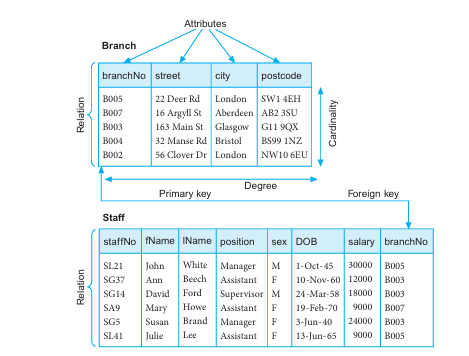 Attributes
Branch
branchNo street city postcode
B005 22 Deer Rd London SW1 4EH
B007 16 Argyll St Aberdeen AB2 3SU
B003 163 Main St Glasgow G11 9QX
B004 32 Manse Rd Bristol BS99 1NZ
B002 56 Clover Dr London NW10 6EU
Relation
Cardinality
Degree
Primary key Foreign key
Staff
staffNo fName lName position sex DOB salary branchNo
SL21 John White Manager M 1-Oct-45 30000 B005
SG37 Ann Beech Assistant F 10-Nov-60 12000 B003
SG14 David Ford Supervisor M 24-Mar-58 18000 B003
SA9 Mary Howe Assistant F 19-Feb-70 9000 B007
SG5 Susan Brand Manager F 3-Jun-40 24000 B003
SL41 Julie Lee Assistant F 13-Jun-65 9000 B005
Relation